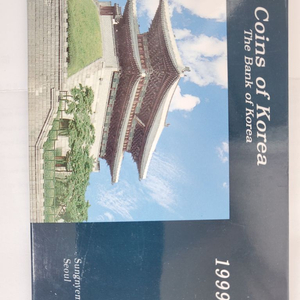 Coins of Korea
The Bank of Korea
1999
Seoul